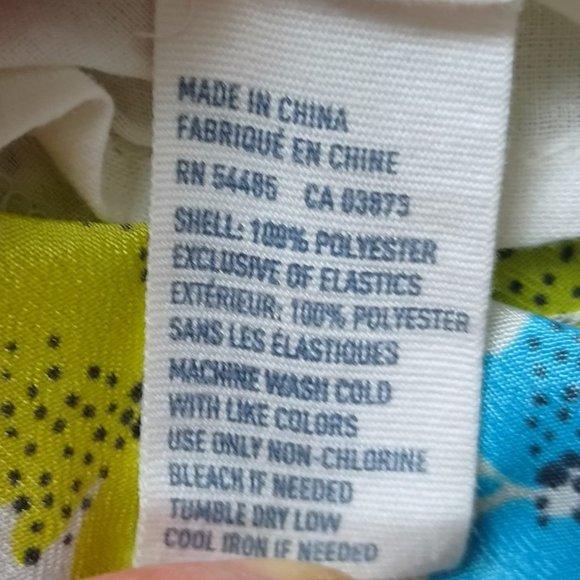 MADE IN CHINA
FABRIQUÉ EN CHINE
RN 54485 CA 03973
SHELL: 100% POLYESTER
EXCLUSIVE OF ELASTICS
EXTÉRIEUR: 100% POLYESTER
SANS LES ÉLASTIQUES
MACHINE WASH COLD
WITH LIKE COLORS
USE ONLY NON-CHLORINE
BLEACH IF NEEDED
TUMBLE DRY LOW
COOL IRON IF NEEDED